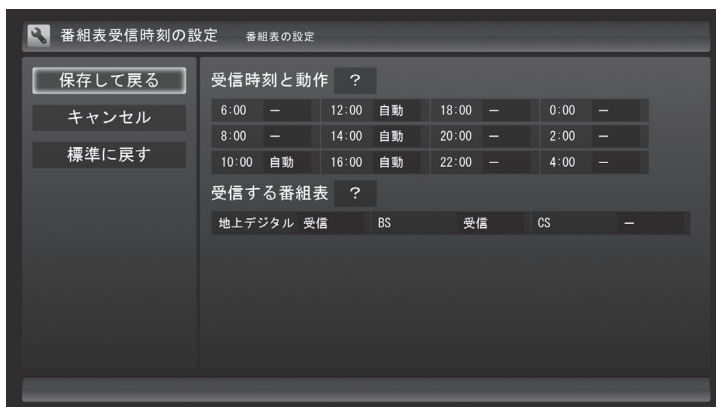 番組表受信時刻の設定 番組表の設定
保存して戻る
キャンセル
標準に戻す
受信時刻と動作 ?
6:00 － 12:00 自動 18:00 － 0:00 －
8:00 － 14:00 自動 20:00 － 2:00 －
10:00 自動 16:00 自動 22:00 － 4:00 －
受信する番組表 ?
地上デジタル 受信 BS 受信 CS －